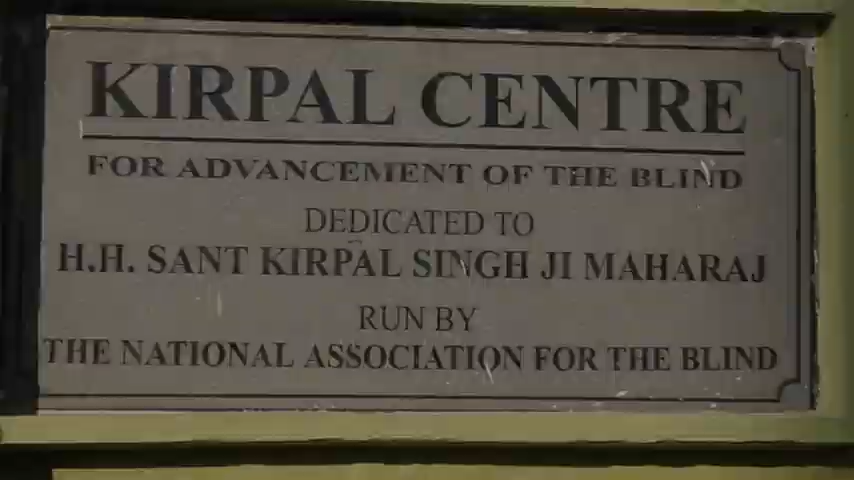 KIRPAL CENTRE
FOR ADVANCEMENT OF THE BLIND
DEDICATED TO
H.H. SANT KIRPAL SINGH JI MAHARAJ
RUN BY
THE NATIONAL ASSOCIATION FOR THE BLIND